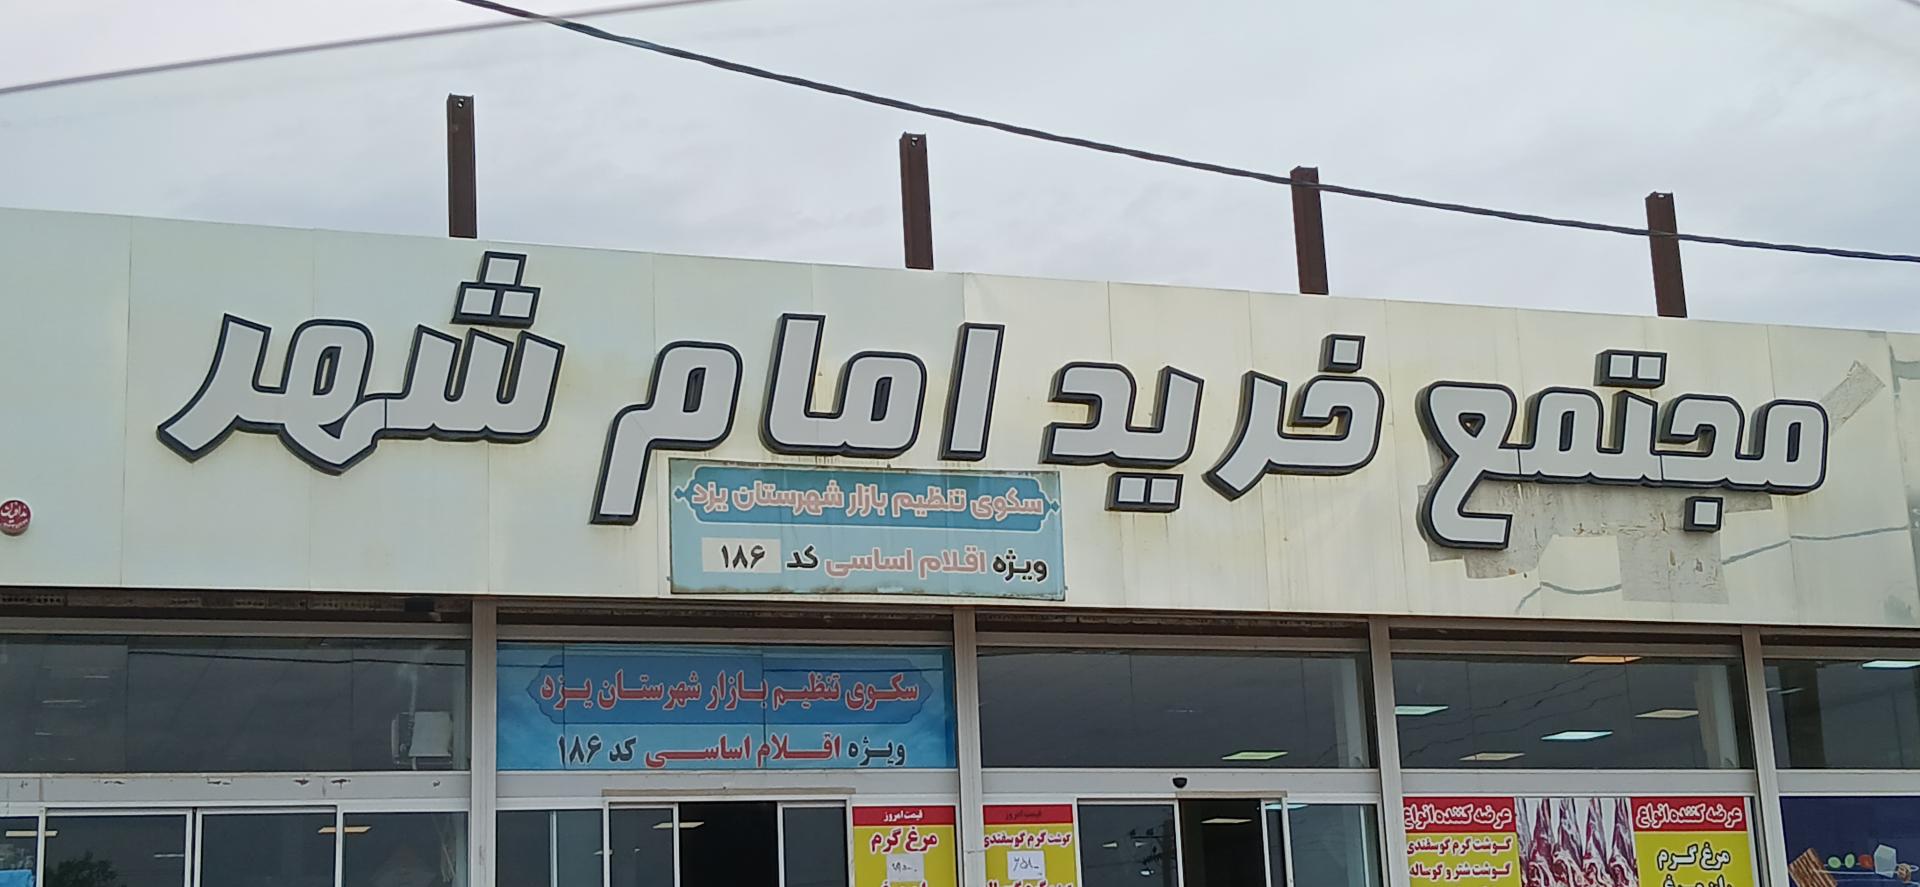 مجتمع خرید امام شهر
سکوی تنظیم بازار شهرستان یزد
ویژه اقلام اساسی کد ۱۸۶
سکوی تنظیم بازار شهرستان یزد
ویژه اقلام اساسی کد ۱۸۶
عرضه کننده انواع
مرغ گرم
عرضه کننده انواع
گوشت گرم گوسفندی
گوشت شتر و گوساله
قیمت امروز
گوشت گرم گوسفندی
قیمت امروز
مرغ گرم